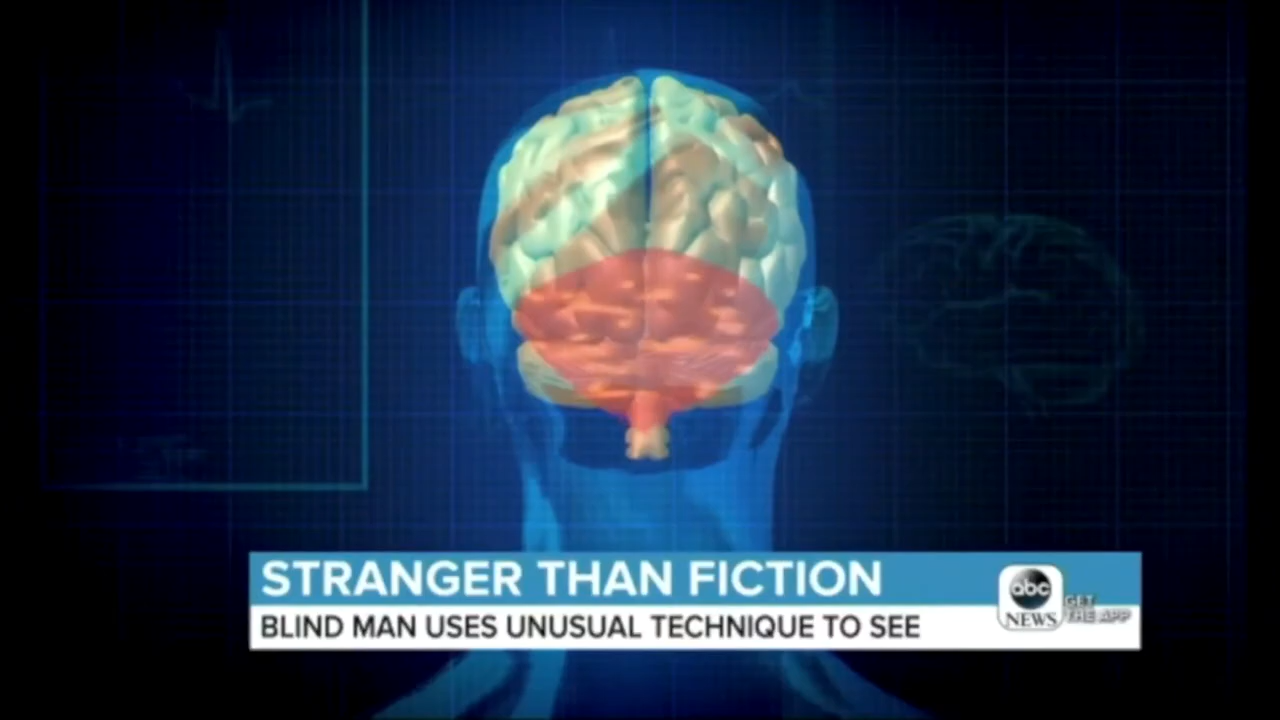 STRANGER THAN FICTION
BLIND MAN USES UNUSUAL TECHNIQUE TO SEE
abc
NEWS
GET
THE APP